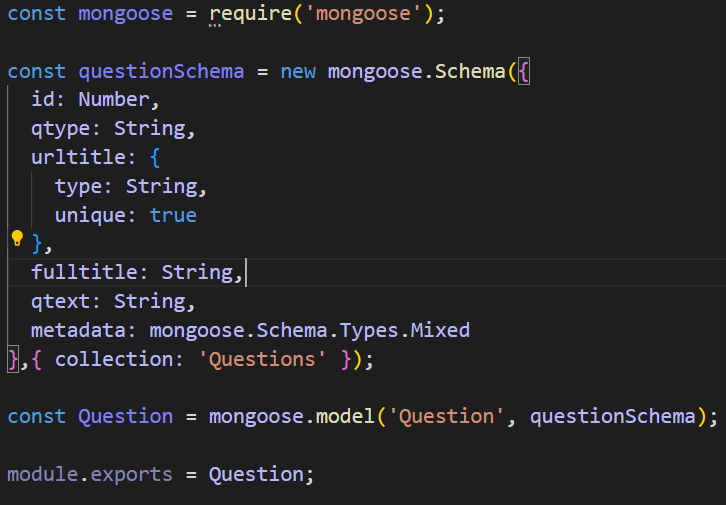 const mongoose = require('mongoose');
const questionSchema = new mongoose.Schema({
id: Number,
qtype: String,
urltitle: {
type: String,
unique: true
},
fulltitle: String,
qtext: String,
metadata: mongoose.Schema.Types.Mixed
},{ collection: 'Questions' });
const Question = mongoose.model('Question', questionSchema);
module.exports = Question;